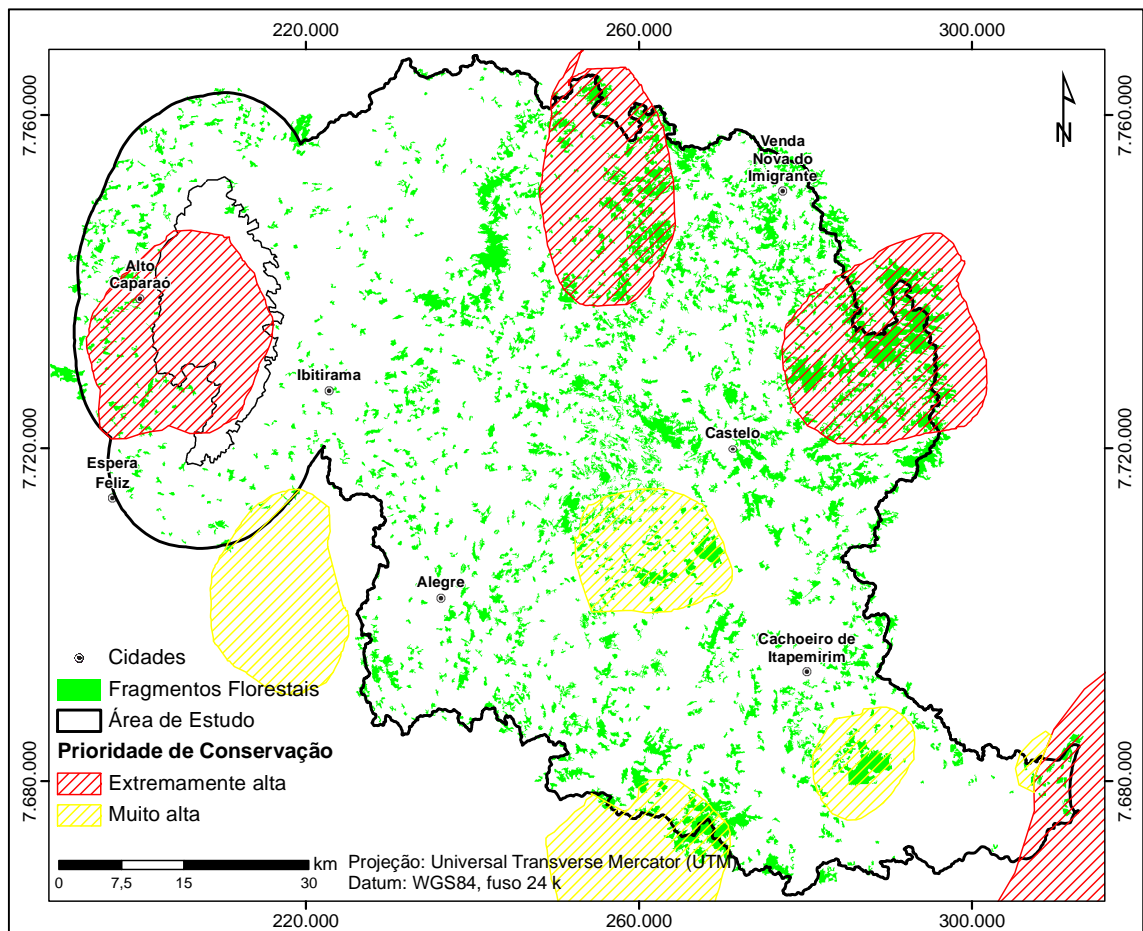 220.000 260.000 300.000
7.760.000 7.760.000
N
Venda
Nova do
Imigrante
Alto
Caparaó
Ibitirama
Castelo
7.720.000 7.720.000
Espera
Feliz
Alegre
Cachoeiro de
Itapemirim
Cidades
Fragmentos Florestais
Área de Estudo
Prioridade de Conservação
Extremamente alta
Muito alta
7.680.000 7.680.000
km
0 7,5 15 30
Projeção: Universal Transverse Mercator (UTM)
Datum: WGS84, fuso 24 k
220.000 260.000 300.000